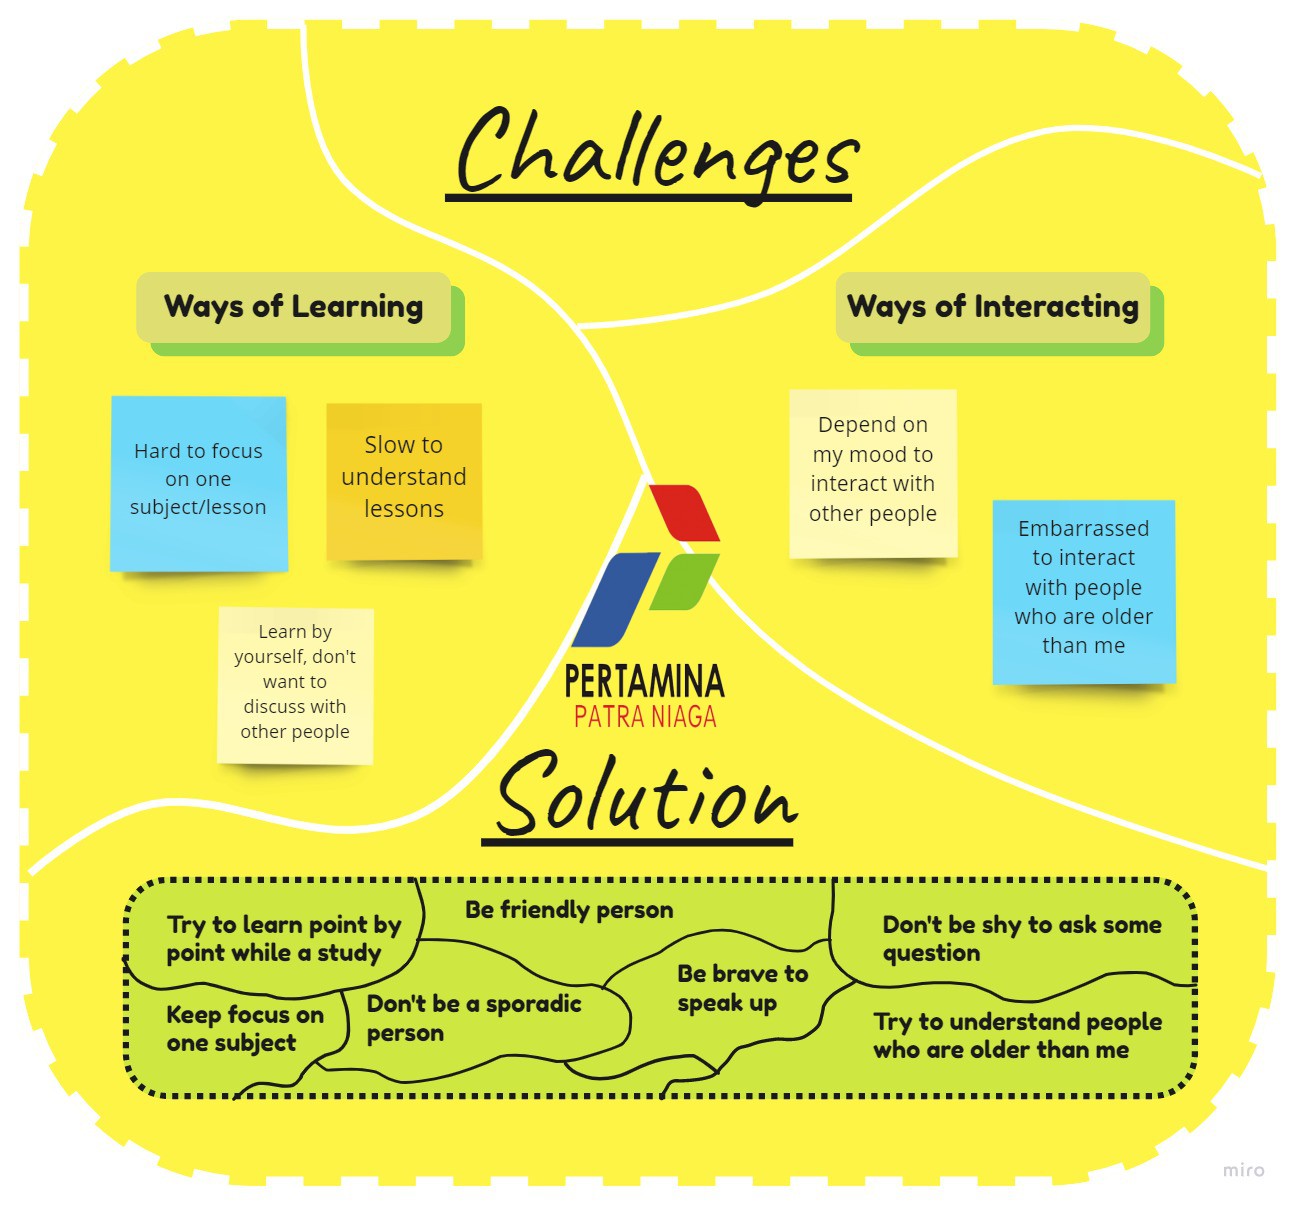 Challenges
Ways of Learning
Hard to focus
on one
subject/lesson
Slow to
understand
lessons
Learn by
yourself, don't
want to
discuss with
other people
Ways of Interacting
Depend on
my mood to
interact with
other people
Embarrassed
to interact
with people
who are older
than me
PERTAMINA
PATRA NIAGA
Solution
Try to learn point by
point while a study
Be friendly person
Don't be shy to ask some
question
Keep focus on
one subject
Don't be a sporadic
person
Be brave to
speak up
Try to understand people
who are older than me
miro